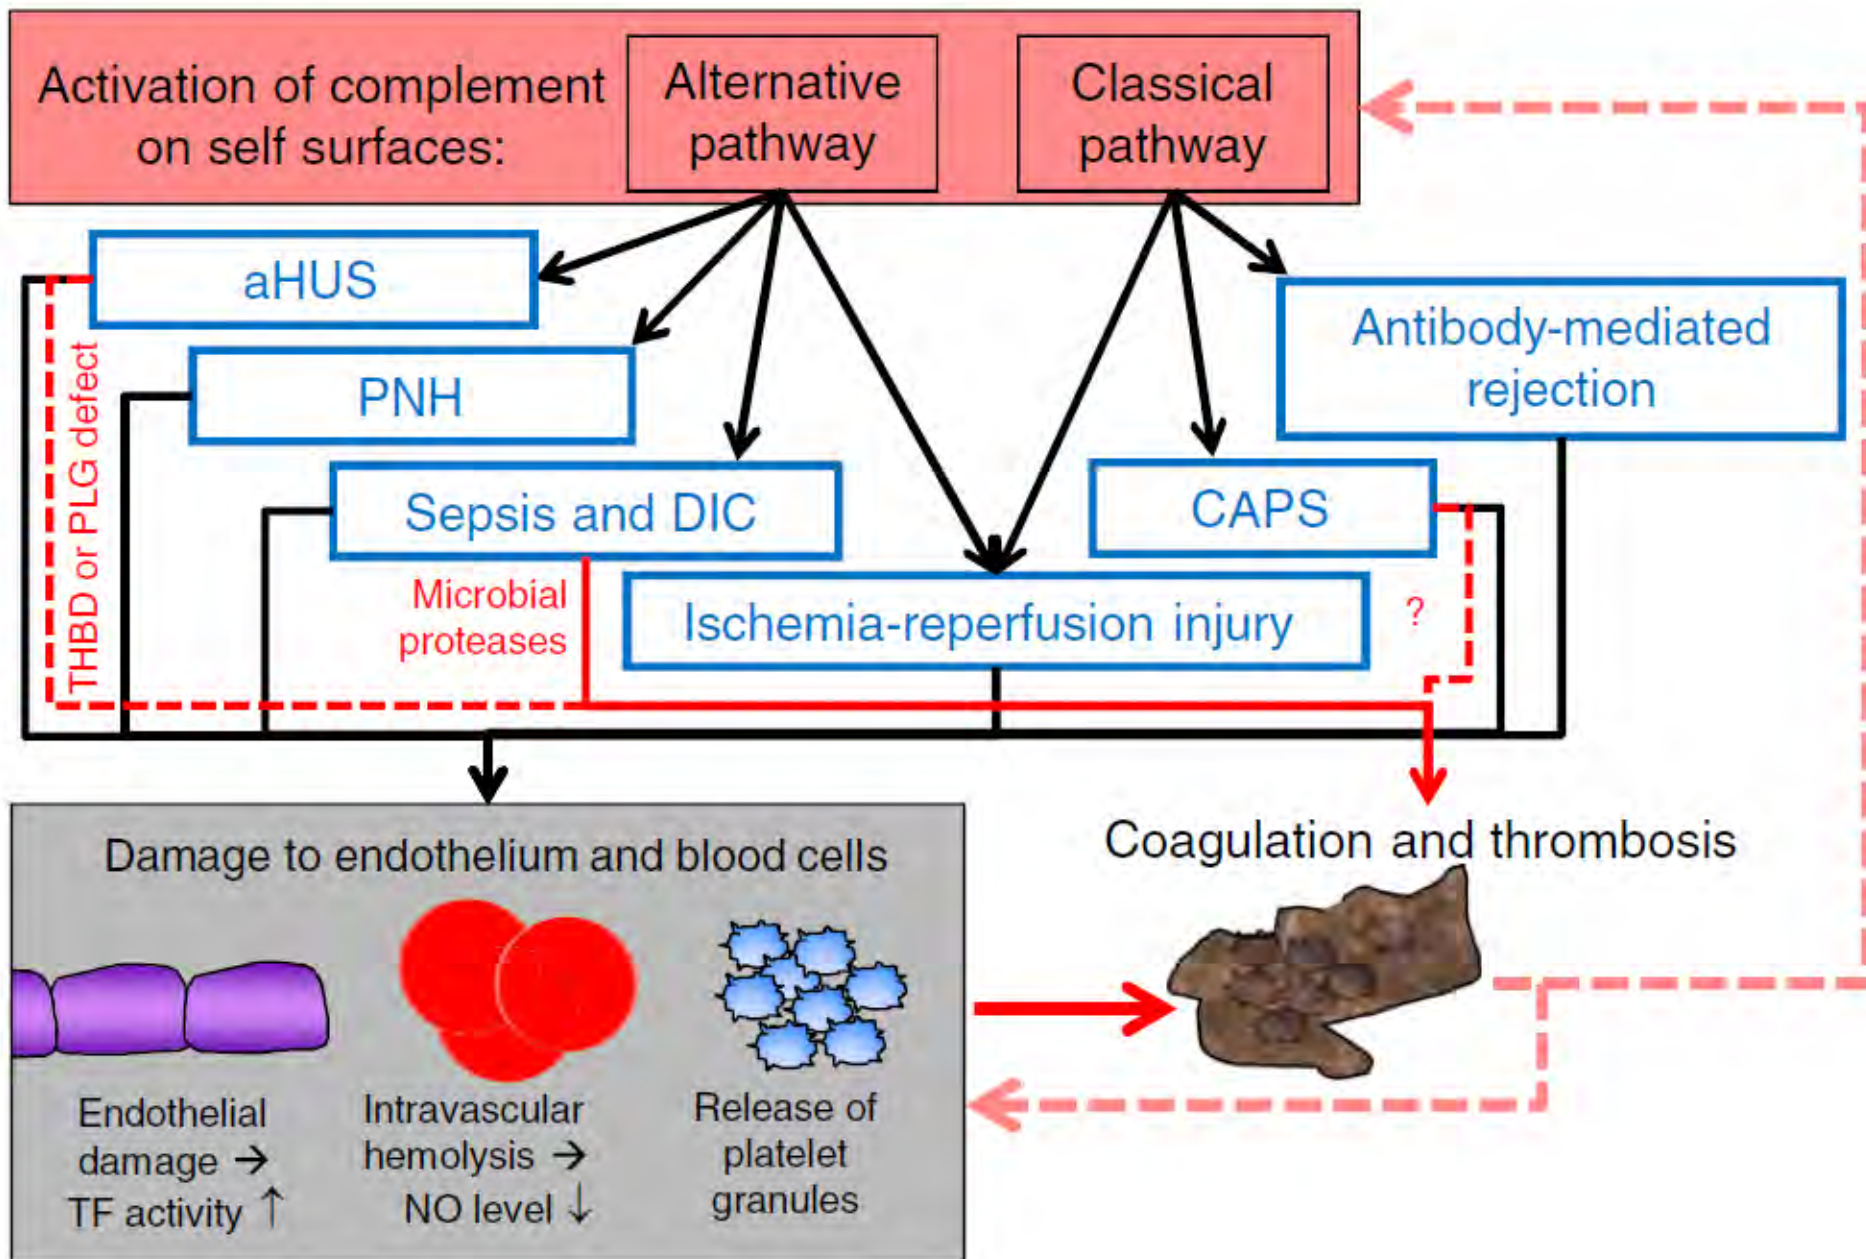 Activation of complement
on self surfaces:
Alternative
pathway
Classical
pathway
aHUS
PNH
Sepsis and DIC
Ischemia-reperfusion injury
CAPS
Antibody-mediated
rejection
THBD or PLG defect
Microbial
proteases
?
Damage to endothelium and blood cells
Endothelial
damage →
TF activity ↑
Intravascular
hemolysis →
NO level ↓
Release of
platelet
granules
Coagulation and thrombosis